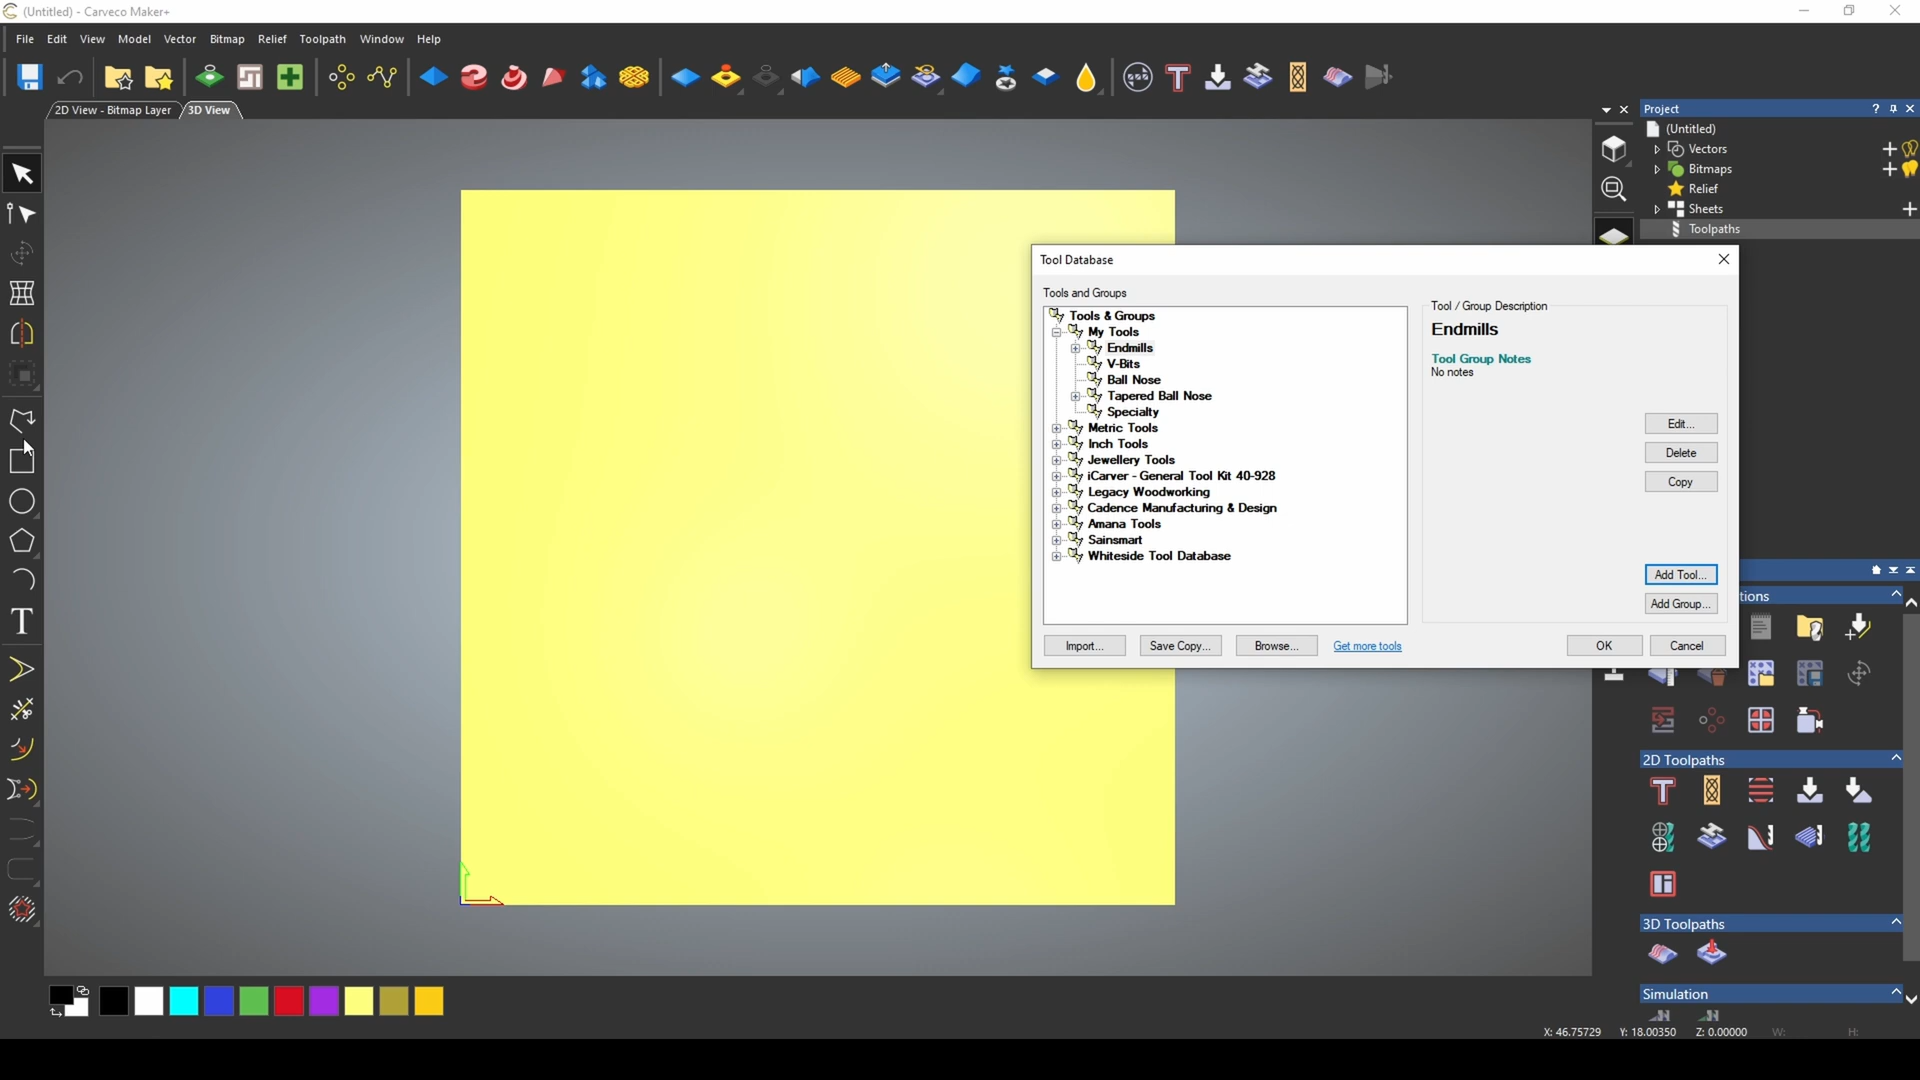 (Untitled) - Carveco Maker+
File Edit View Model Vector Bitmap Relief Toolpath Window Help
2D View - Bitmap Layer 3D View
Project
(Untitled)
Vectors
Bitmaps
Relief
Sheets
Toolpaths
Tool Database
Tools and Groups
Tools & Groups
My Tools
Endmills
V-Bits
Ball Nose
Tapered Ball Nose
Specialty
Metric Tools
Inch Tools
Jewellery Tools
iCarver - General Tool Kit 40-928
Legacy Woodworking
Cadence Manufacturing & Design
Amana Tools
Sainsmart
Whiteside Tool Database
Tool / Group Description
Endmills
Tool Group Notes
No notes
Edit...
Delete
Copy
Add Tool...
Add Group...
Import... Save Copy... Browse... Get more tools OK Cancel
tions
2D Toolpaths
3D Toolpaths
Simulation
X: 46.75729 Y: 18.00350 Z: 0.00000 W: H: